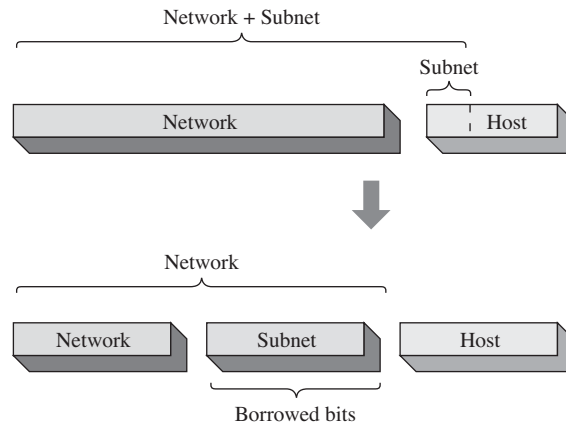 Network + Subnet
Subnet
Network
Host
Network
Network
Subnet
Host
Borrowed bits